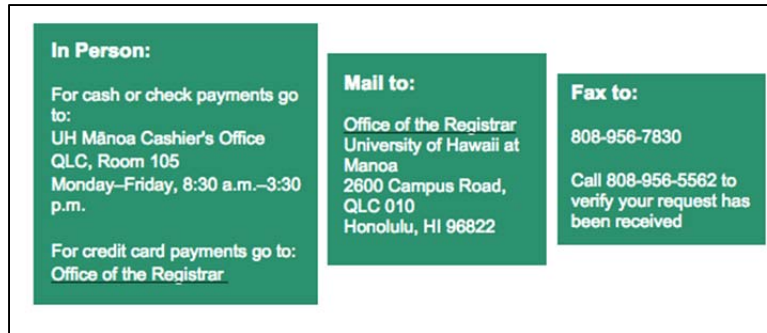 In Person:
For cash or check payments go
to:
UH Mānoa Cashier's Office
QLC, Room 105
Monday–Friday, 8:30 a.m.–3:30
p.m.
For credit card payments go to:
Office of the Registrar
Mail to:
Office of the Registrar
University of Hawaii at
Manoa
2600 Campus Road,
QLC 010
Honolulu, HI 96822
Fax to:
808-956-7830
Call 808-956-5562 to
verify your request has
been received